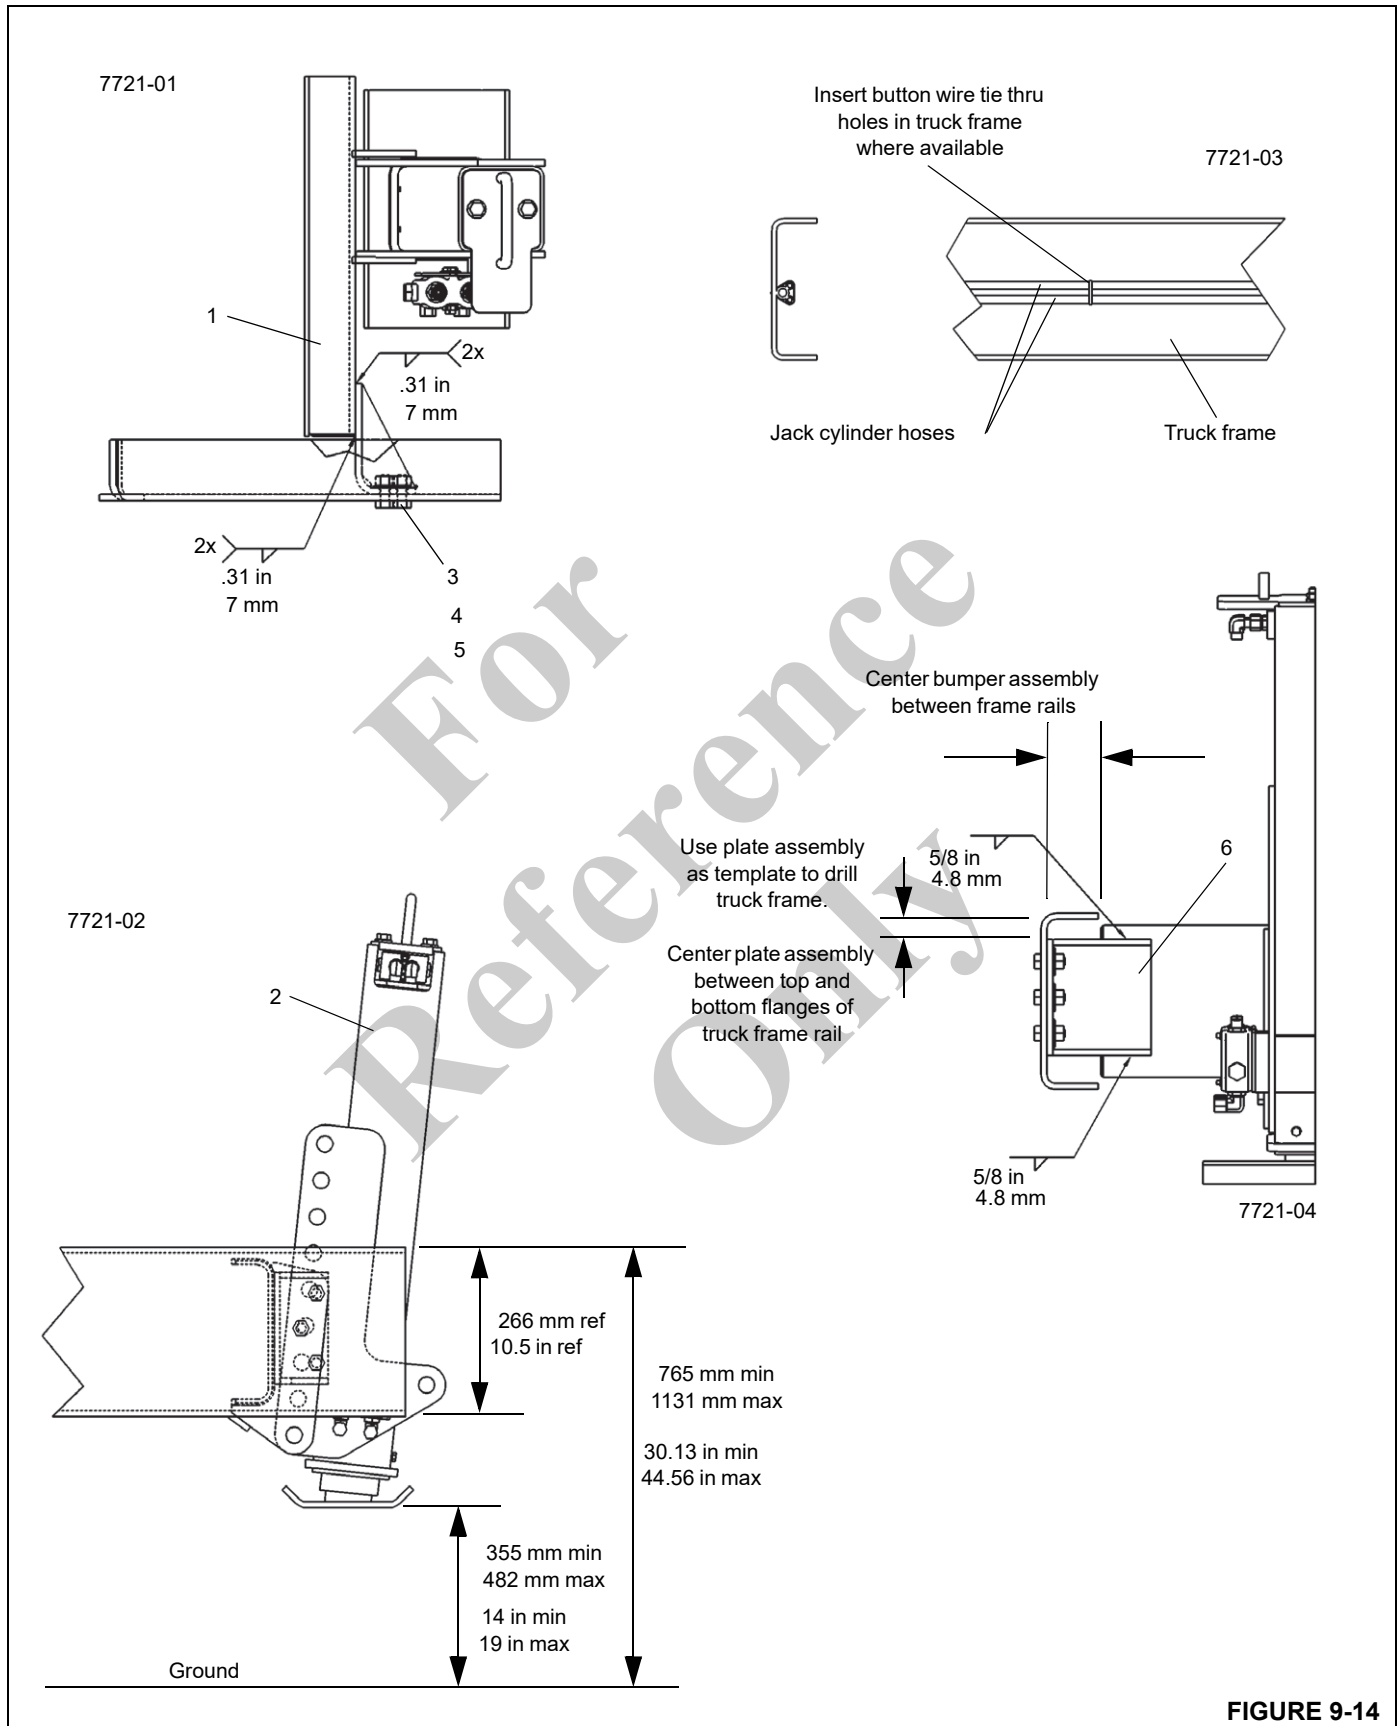 7721-01
1
2x
.31 in
7 mm
2x
.31 in
7 mm
3
4
5
Insert button wire tie thru
holes in truck frame
where available
7721-03
Jack cylinder hoses
Truck frame
For
Reference
Only
Center bumper assembly
between frame rails
Use plate assembly
as template to drill
truck frame.
5/8 in
4.8 mm
6
Center plate assembly
between top and
bottom flanges of
truck frame rail
5/8 in
4.8 mm
7721-04
7721-02
2
266 mm ref
10.5 in ref
765 mm min
1131 mm max
30.13 in min
44.56 in max
355 mm min
482 mm max
14 in min
19 in max
Ground
FIGURE 9-14